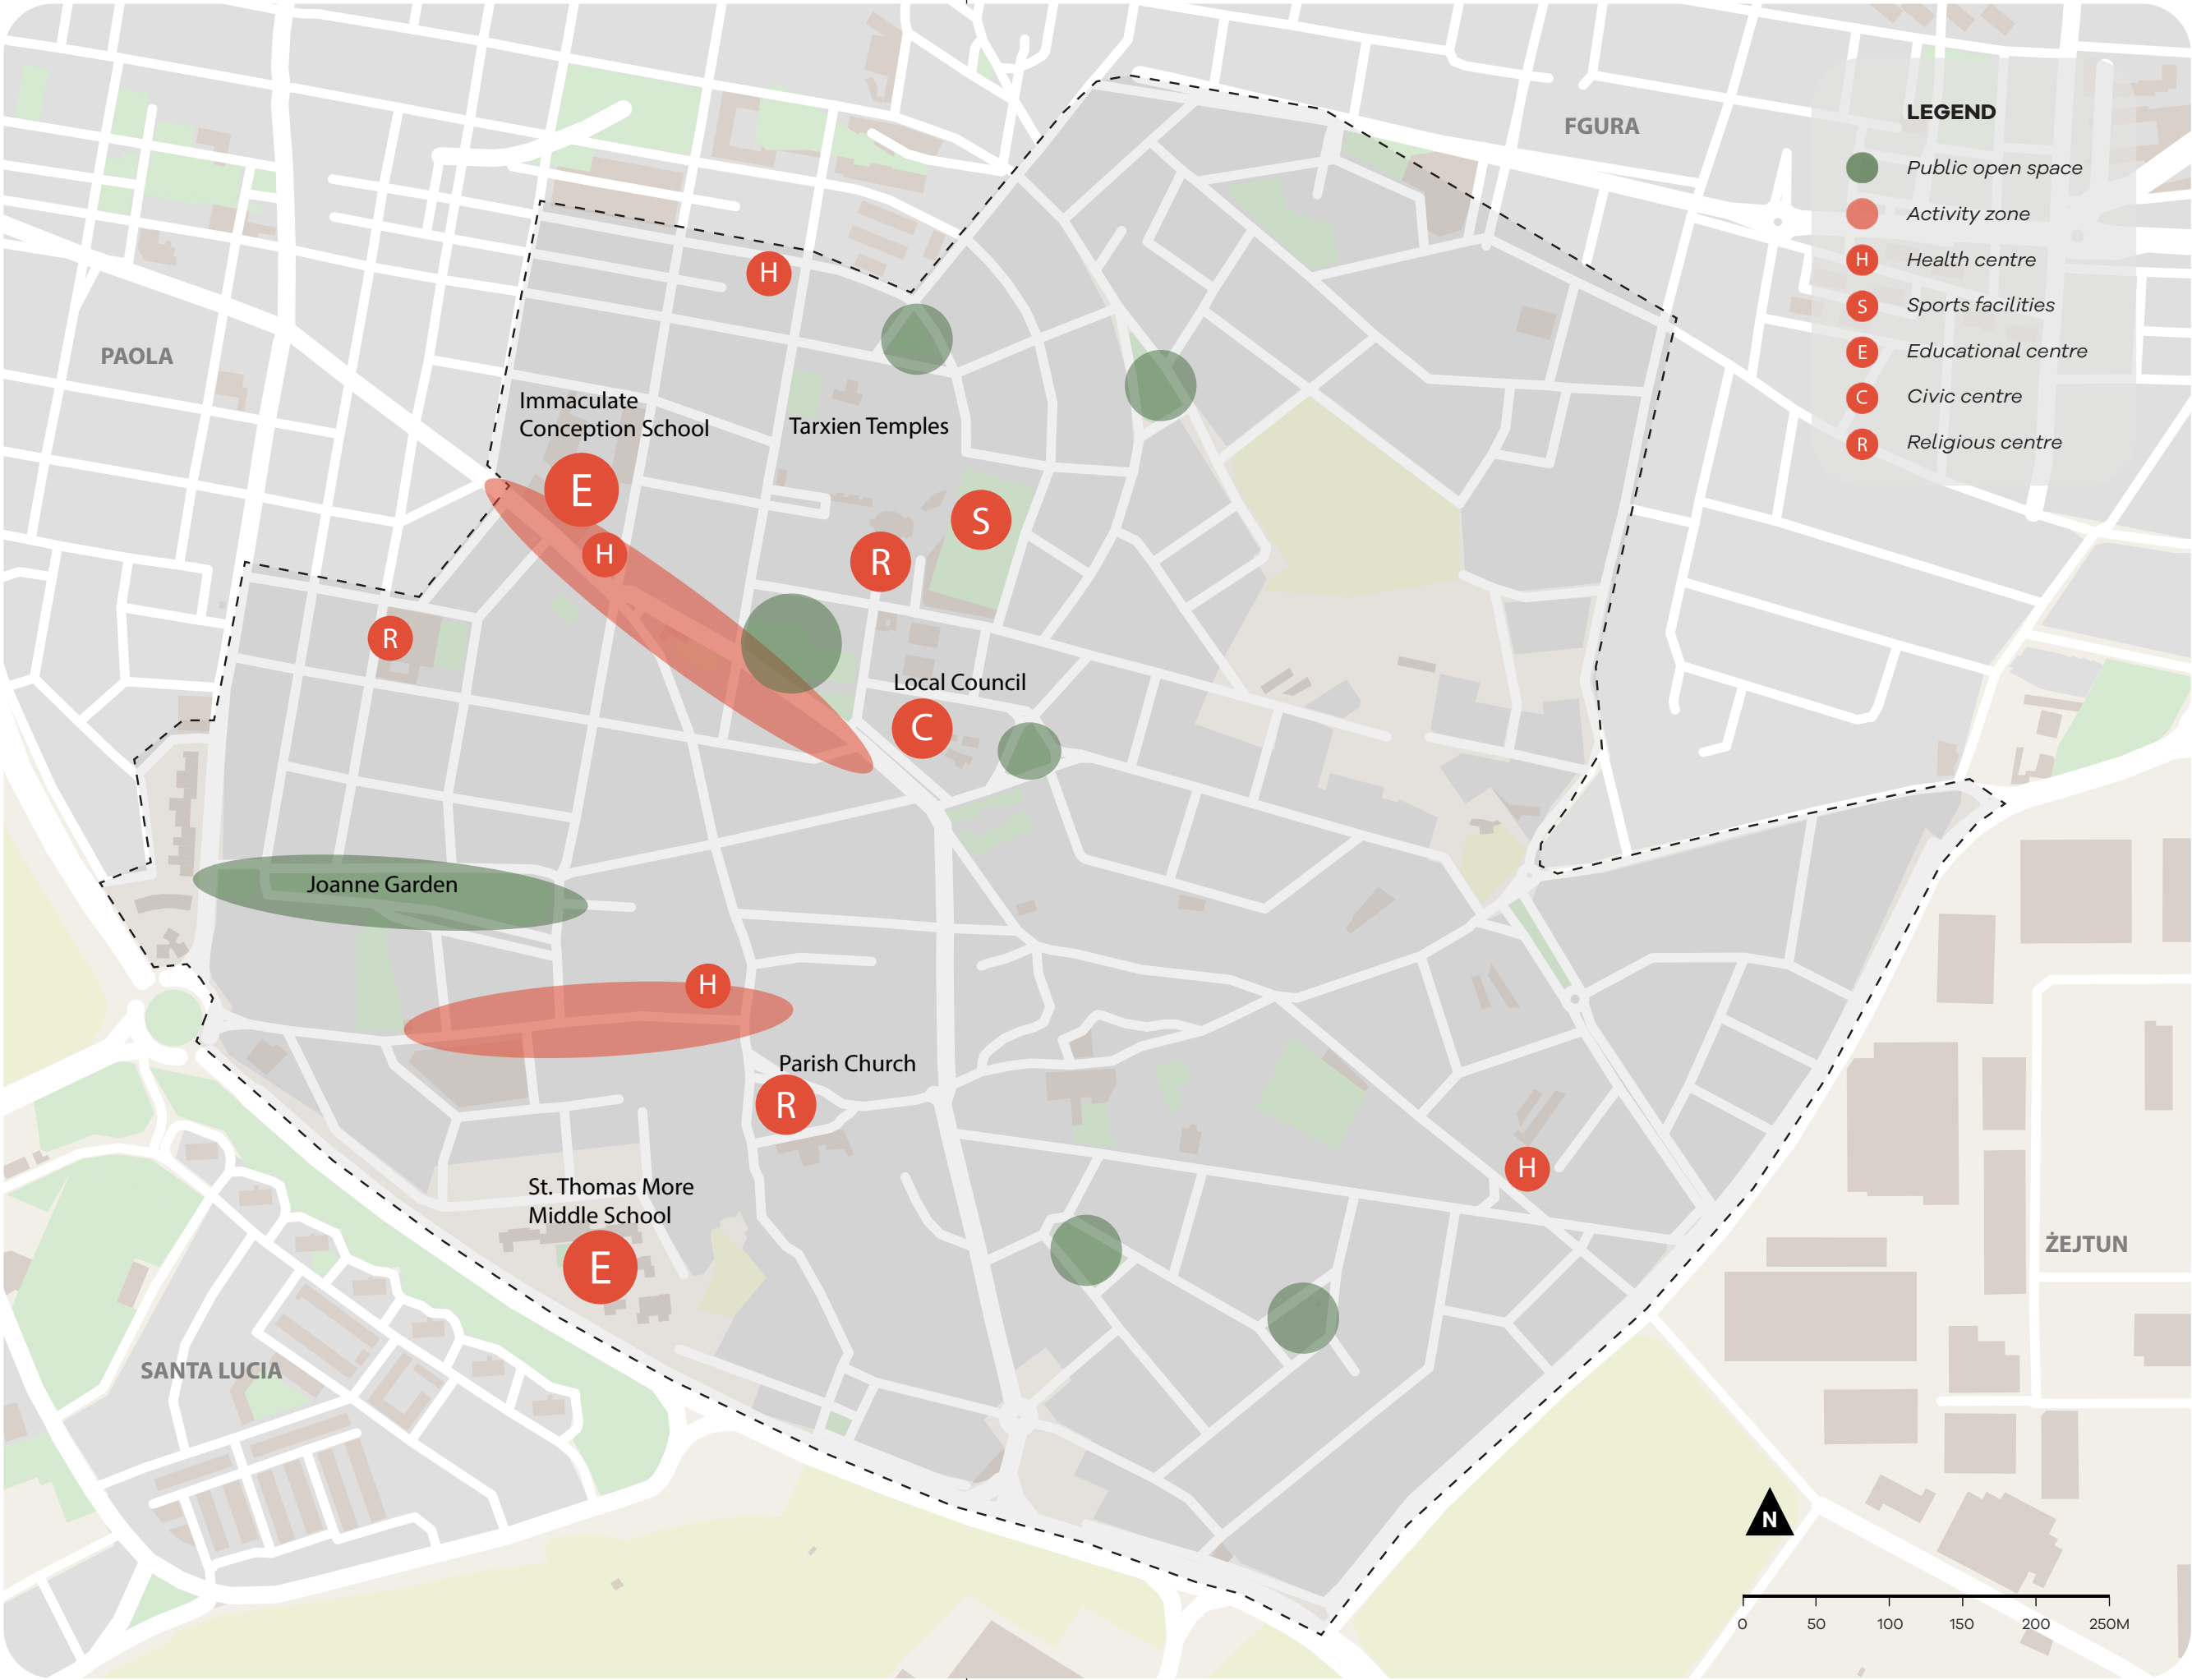 FGURA
LEGEND
Public open space
Activity zone
H Health centre
S Sports facilities
E Educational centre
C Civic centre
R Religious centre
H
PAOLA
Immaculate
Conception School
E
Tarxien Temples
S
H
R
R
Local Council
C
Joanne Garden
H
Parish Church
R
H
St. Thomas More
Middle School
E
ŻEJTUN
SANTA LUCIA
N
0 50 100 150 200 250M